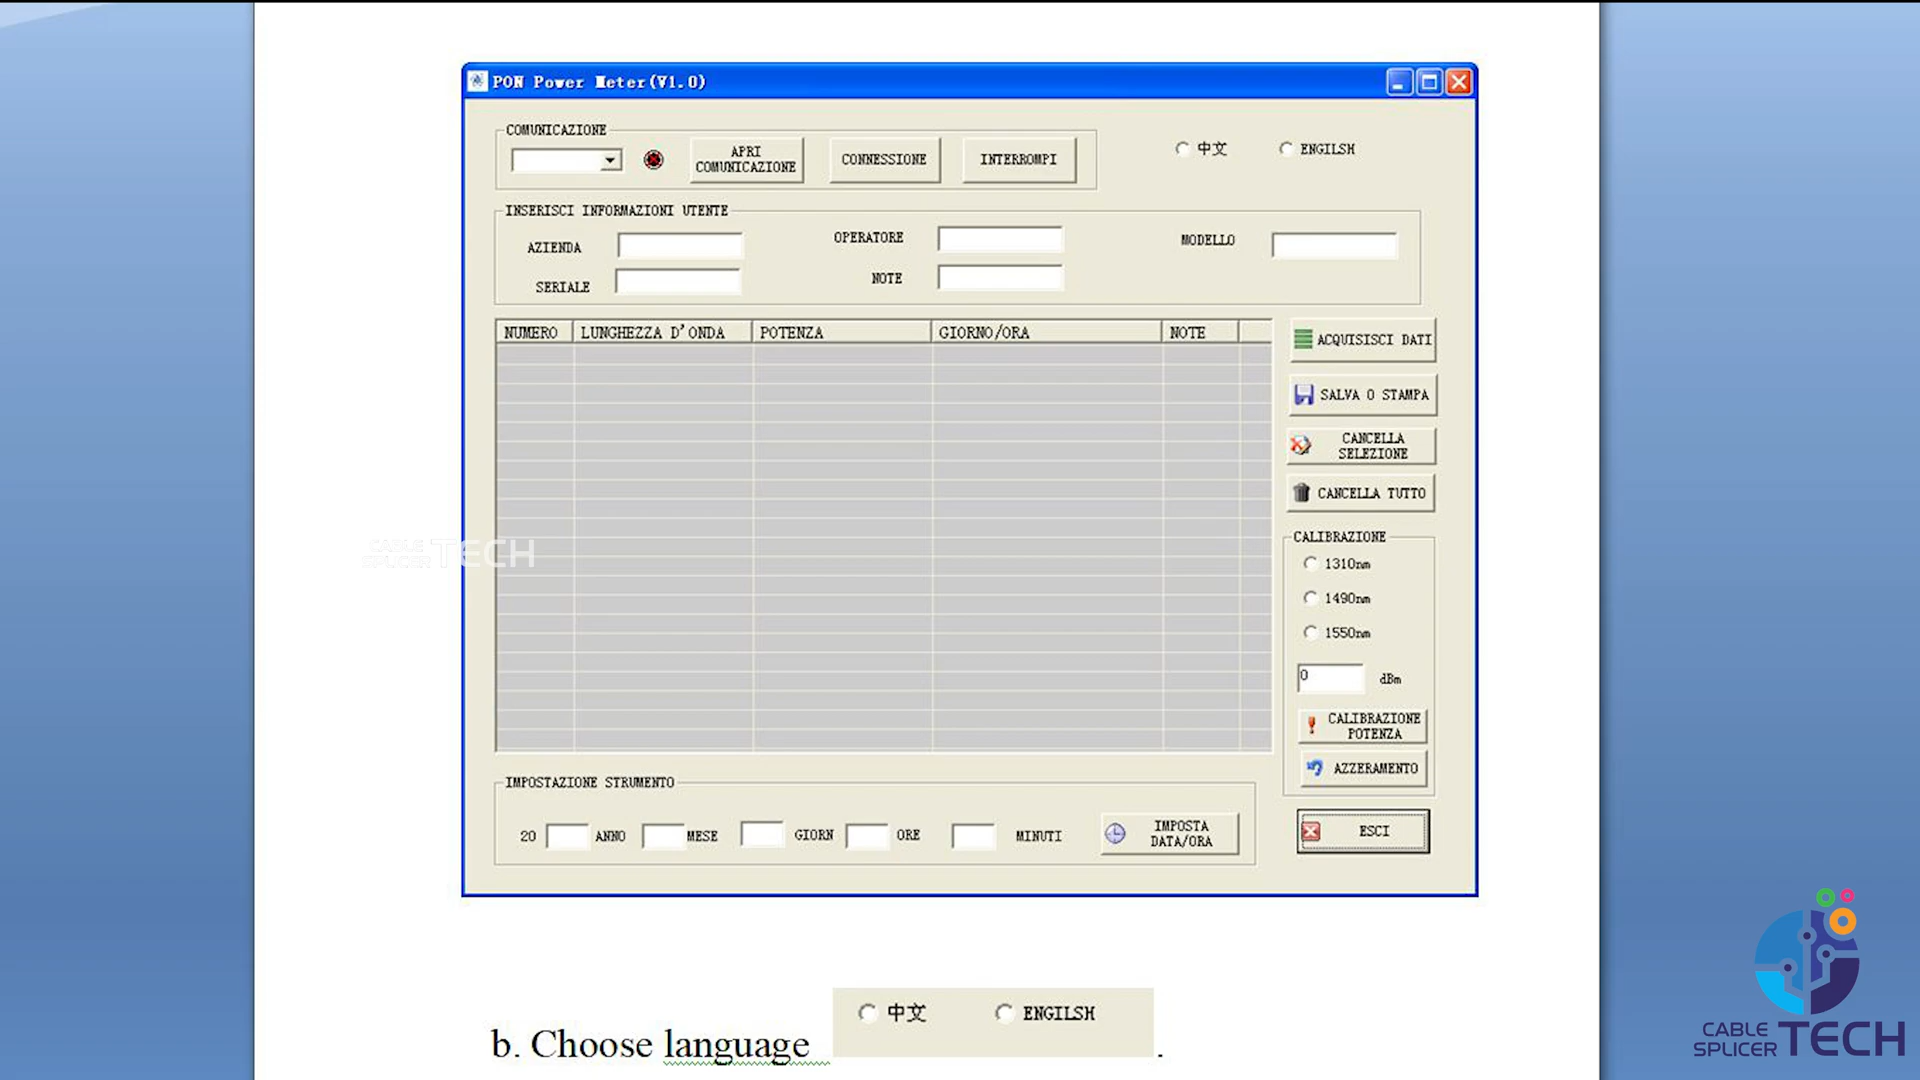 PON Power Meter(V1.0)
COMUNICAZIONE
APRI
COMUNICAZIONE
CONNESSIONE
INTERROMPI
中文
ENGILSH
INSERISCI INFORMAZIONI UTENTE
AZIENDA
OPERATORE
MODELLO
SERIALE
NOTE
NUMERO LUNGHEZZA D'ONDA POTENZA GIORNO/ORA NOTE
ACQUISISCI DATI
SALVA O STAMPA
CANCELLA
SELEZIONE
CANCELLA TUTTO
CALIBRAZIONE
1310nm
1490nm
1550nm
0 dBm
CALIBRAZIONE
POTENZA
AZZERAMENTO
CABLE
SPLICER TECH
IMPOSTAZIONE STRUMENTO
20 ANNO MESE GIORN ORE MINUTI
IMPOSTA
DATA/ORA
ESCI
b. Choose language 中文 ENGILSH .
CABLE
SPLICER TECH